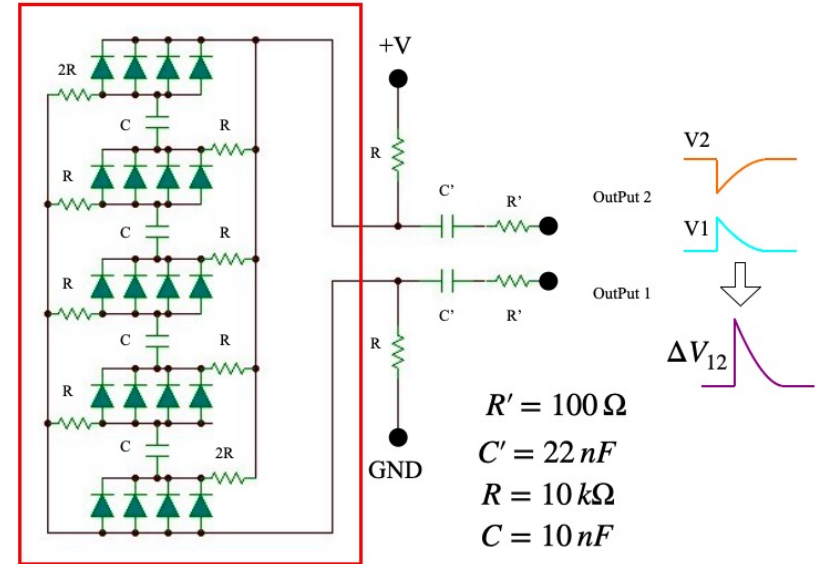 +V
2R
C
R
R
R
C'
R'
OutPut 2
V2
V1
C
R
R
OutPut 1
C'
R'
C
R
R
ΔV12
R
R' = 100 Ω
C
2R
GND
C' = 22 nF
R = 10 kΩ
C = 10 nF